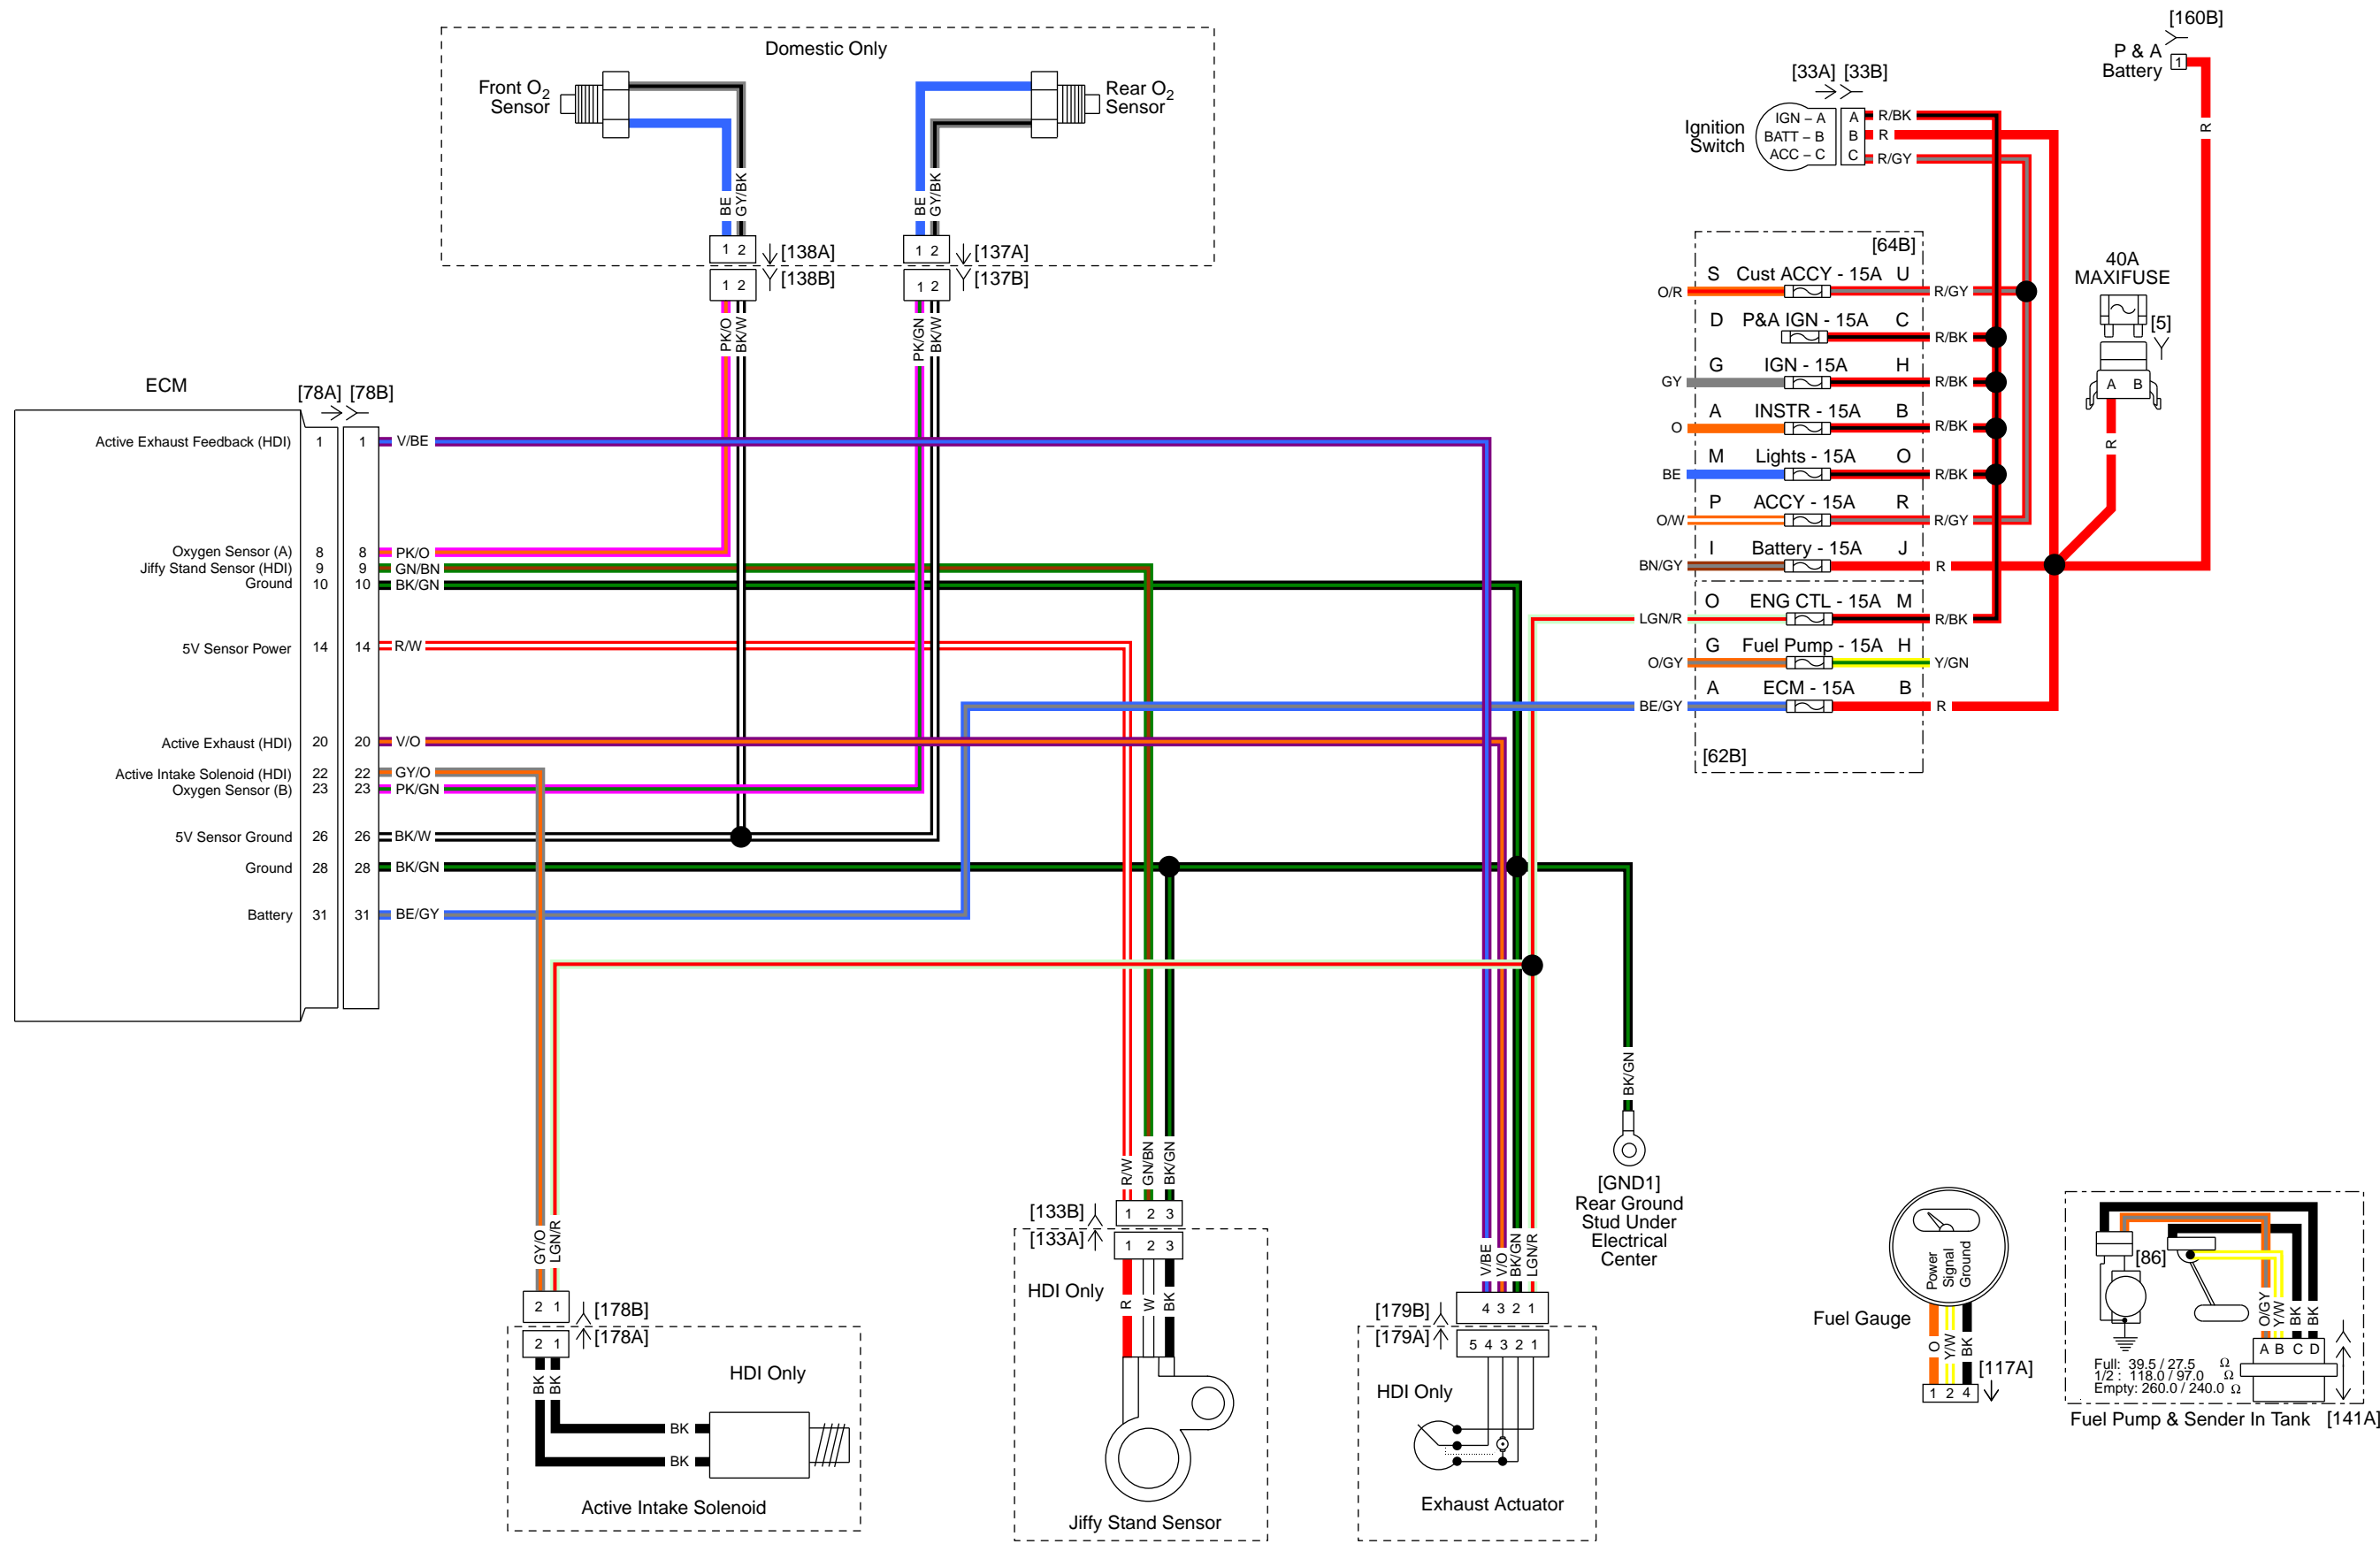 Domestic Only
Front O2
Sensor
Rear O2
Sensor
BE
GY/BK
BE
GY/BK
1 2
[138A]
1 2
[137A]
1 2
[138B]
1 2
[137B]
PK/O
BK/W
PK/GN
BK/W
[160B]
P & A
Battery
1
R
[33A] [33B]
Ignition
Switch
IGN – A
BATT – B
ACC – C
A
B
C
R/BK
R
R/GY
[64B]
S Cust ACCY - 15A U
O/R
R/GY
D P&A IGN - 15A C
R/BK
G IGN - 15A H
GY
R/BK
A INSTR - 15A B
O
R/BK
M Lights - 15A O
BE
R/BK
P ACCY - 15A R
O/W
R/GY
I Battery - 15A J
BN/GY
R
O ENG CTL - 15A M
LGN/R
R/BK
G Fuel Pump - 15A H
O/GY
Y/GN
A ECM - 15A B
BE/GY
R
[62B]
40A
MAXIFUSE
[5]
A B
R
ECM
[78A] [78B]
Active Exhaust Feedback (HDI) 1 1 V/BE
Oxygen Sensor (A) 8 8 PK/O
Jiffy Stand Sensor (HDI) 9 9 GN/BN
Ground 10 10 BK/GN
5V Sensor Power 14 14 R/W
Active Exhaust (HDI) 20 20 V/O
Active Intake Solenoid (HDI) 22 22 GY/O
Oxygen Sensor (B) 23 23 PK/GN
5V Sensor Ground 26 26 BK/W
Ground 28 28 BK/GN
Battery 31 31 BE/GY
GY/O
LGN/R
2 1
[178B]
2 1
[178A]
BK
BK
HDI Only
BK
BK
Active Intake Solenoid
R/W
GN/BN
BK/GN
[133B]
1 2 3
[133A]
1 2 3
HDI Only
R
W
BK
Jiffy Stand Sensor
V/BE
V/O
BK/GN
LGN/R
[179B]
4 3 2 1
[179A]
5 4 3 2 1
HDI Only
Exhaust Actuator
BK/GN
[GND1]
Rear Ground
Stud Under
Electrical
Center
Power
Signal
Ground
Fuel Gauge
O
Y/W
BK
1 2 4
[117A]
[86]
O/GY
Y/W
BK
BK
A B C D
Full: 39.5 / 27.5 Ω
1/2 : 118.0 / 97.0 Ω
Empty: 260.0 / 240.0 Ω
Fuel Pump & Sender In Tank [141A]